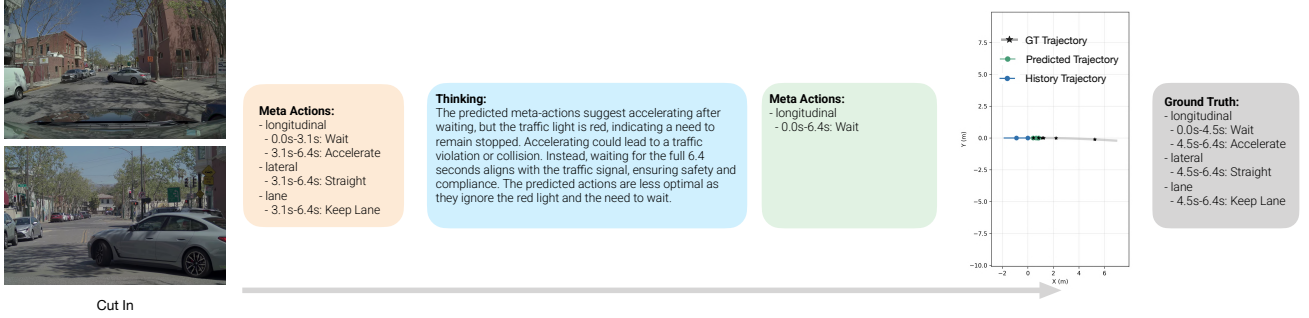 Cut In
Meta Actions:
- longitudinal
- 0.0s-3.1s: Wait
- 3.1s-6.4s: Accelerate
- lateral
- 3.1s-6.4s: Straight
- lane
- 3.1s-6.4s: Keep Lane
Thinking:
The predicted meta-actions suggest accelerating after
waiting, but the traffic light is red, indicating a need to
remain stopped. Accelerating could lead to a traffic
violation or collision. Instead, waiting for the full 6.4
seconds aligns with the traffic signal, ensuring safety and
compliance. The predicted actions are less optimal as
they ignore the red light and the need to wait.
Meta Actions:
- longitudinal
- 0.0s-6.4s: Wait
GT Trajectory
Predicted Trajectory
History Trajectory
7.5
5.0
2.5
0.0
−2.5
−5.0
−7.5
−10.0
Y (m)
−2 0 2 4 6
X (m)
Ground Truth:
- longitudinal
- 0.0s-4.5s: Wait
- 4.5s-6.4s: Accelerate
- lateral
- 4.5s-6.4s: Straight
- lane
- 4.5s-6.4s: Keep Lane